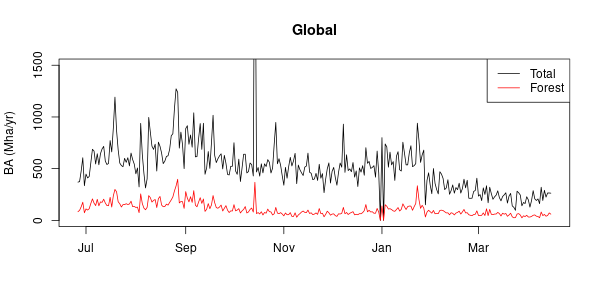 Global
BA (Mha/yr)
1500
1000
500
0
Total
Forest
Jul Sep Nov Jan Mar